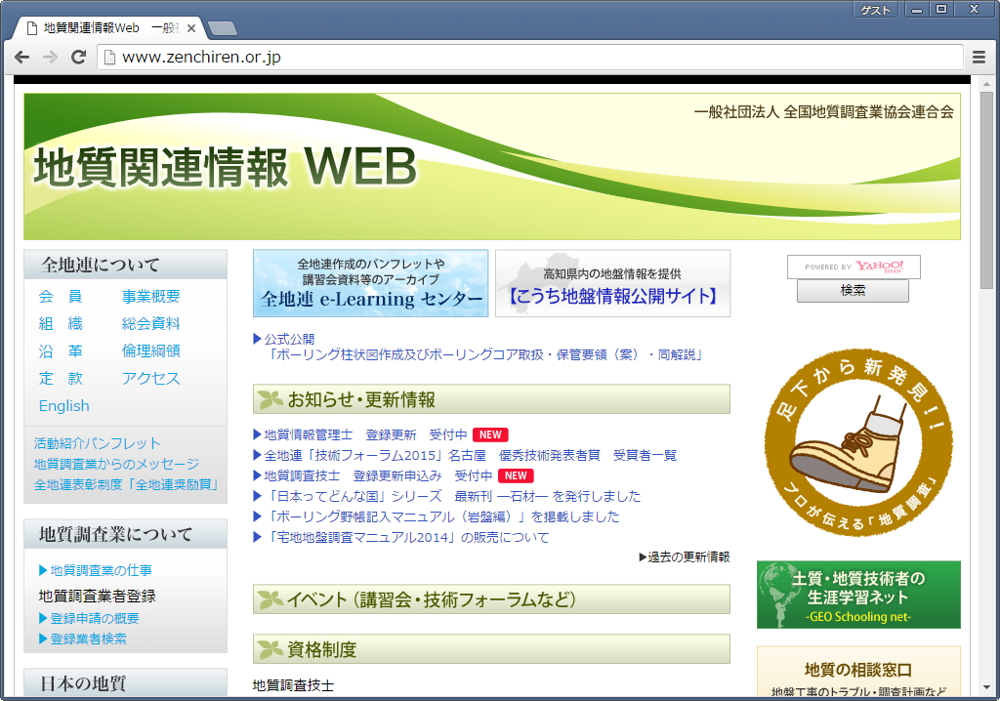 ゲスト
地質関連情報Web　一般
www.zenchiren.or.jp
一般社団法人 全国地質調査業協会連合会
地質関連情報 WEB
全地連について
会　員　事業概要
組　織　総会資料
沿　革　倫理綱領
定　款　アクセス
English
活動紹介パンフレット
地質調査業からのメッセージ
全地連表彰制度「全地連奨励賞」
地質調査業について
▶地質調査業の仕事
地質調査業者登録
▶登録申請の概要
▶登録業者検索
日本の地質
全地連作成のパンフレットや
講習会資料等のアーカイブ
全地連 e-Learning センター
高知県内の地盤情報を提供
【こうち地盤情報公開サイト】
▶公式公開
「ボーリング柱状図作成及びボーリングコア取扱・保管要領（案）・同解説」
お知らせ・更新情報
▶地質情報管理士　登録更新　受付中 NEW
▶全地連「技術フォーラム2015」名古屋　優秀技術発表者賞　受賞者一覧
▶地質調査技士　登録更新申込み　受付中 NEW
▶「日本ってどんな国」シリーズ　最新刊 ―石材― を発行しました
▶「ボーリング野帳記入マニュアル（岩盤編）」を掲載しました
▶「宅地地盤調査マニュアル2014」の販売について
▶過去の更新情報
イベント（講習会・技術フォーラムなど）
資格制度
地質調査技士
POWERED BY YAHOO! JAPAN
検索
足下から新発見!!
プロが伝える「地質調査」
土質・地質技術者の
生涯学習ネット
-GEO Schooling net-
地質の相談窓口
地盤工事のトラブル・調査計画など